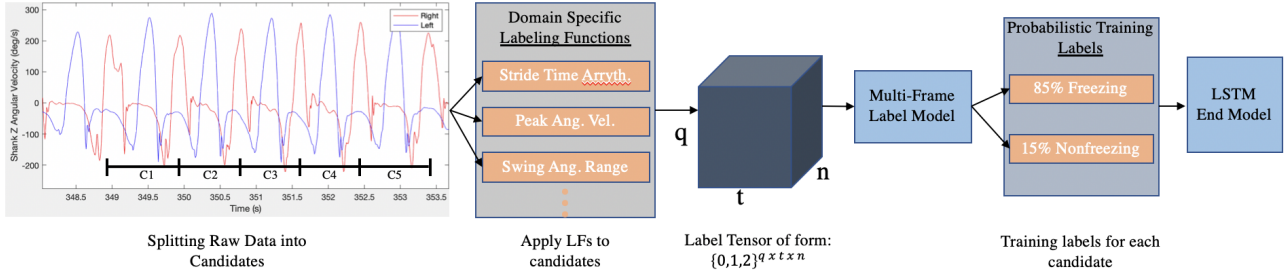 300
200
100
0
-100
-200
Shank Z Angular Velocity (deg/s)
Right
Left
C1 C2 C3 C4 C5
348.5 349 349.5 350 350.5 351 351.5 352 352.5 353 353.5
Time (s)
Splitting Raw Data into
Candidates
Domain Specific
Labeling Functions
Stride Time Arryth.
Peak Ang. Vel.
Swing Ang. Range
Apply LFs to
candidates
q
t
n
Label Tensor of form:
{0,1,2}^{q x t x n}
Multi-Frame
Label Model
Probabilistic Training
Labels
85% Freezing
15% Nonfreezing
Training labels for each
candidate
LSTM
End Model